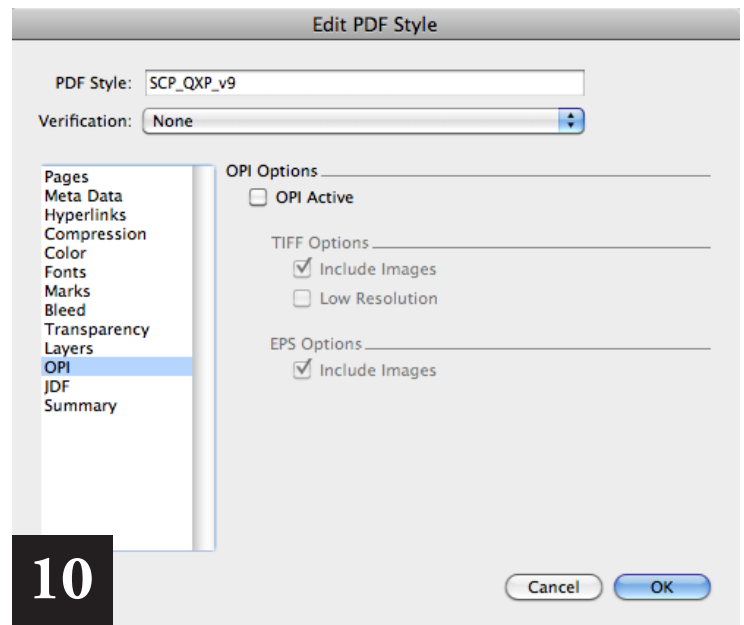 Edit PDF Style
PDF Style: SCP_QXP_v9
Verification: None
Pages
Meta Data
Hyperlinks
Compression
Color
Fonts
Marks
Bleed
Transparency
Layers
OPI
JDF
Summary
OPI Options
OPI Active
TIFF Options
Include Images
Low Resolution
EPS Options
Include Images
10
Cancel OK